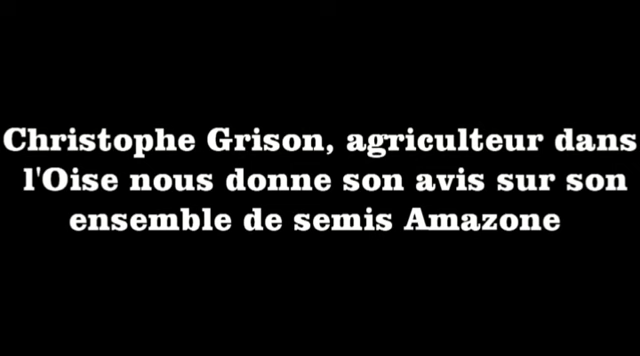 Christophe Grison, agriculteur dans
l'Oise nous donne son avis sur son
ensemble de semis Amazone